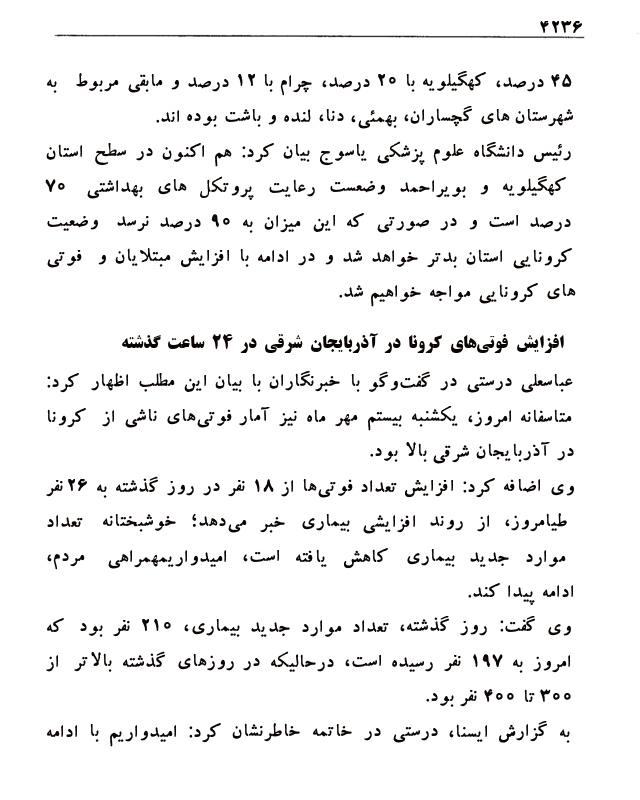 ۴۲۳۶
۴۵ درصد، کهگیلویه با ۲۰ درصد، چرام با ۱۲ درصد و مابقی مربوط به
شهرستان های گچساران، بهمئی، دنا، لنده و باشت بوده اند.
رئیس دانشگاه علوم پزشکی یاسوج بیان کرد: هم اکنون در سطح استان
کهگیلویه و بویراحمد وضعست رعایت پروتکل های بهداشتی ۷۰
درصد است و در صورتی که این میزان به ۹۰ درصد نرسد وضعیت
کرونایی استان بدتر خواهد شد و در ادامه با افزایش مبتلایان و فوتی
های کرونایی مواجه خواهیم شد.
افزایش فوتی‌های کرونا در آذربایجان شرقی در ۲۴ ساعت گذشته
عباسعلی درستی در گفت‌وگو با خبرنگاران با بیان این مطلب اظهار کرد:
متاسفانه امروز، یکشنبه بیستم مهر ماه نیز آمار فوتی‌های ناشی از کرونا
در آذربایجان شرقی بالا بود.
وی اضافه کرد: افزایش تعداد فوتی‌ها از ۱۸ نفر در روز گذشته به ۲۶ نفر
طیامروز، از روند افزایشی بیماری خبر می‌دهد؛ خوشبختانه تعداد
موارد جدید بیماری کاهش یافته است، امیدواریمهمراهی مردم،
ادامه پیدا کند.
وی گفت: روز گذشته، تعداد موارد جدید بیماری، ۲۱۰ نفر بود که
امروز به ۱۹۷ نفر رسیده است، درحالیکه در روزهای گذشته بالاتر از
۳۰۰ تا ۴۰۰ نفر بود.
به گزارش ایسنا، درستی در خاتمه خاطرنشان کرد: امیدواریم با ادامه